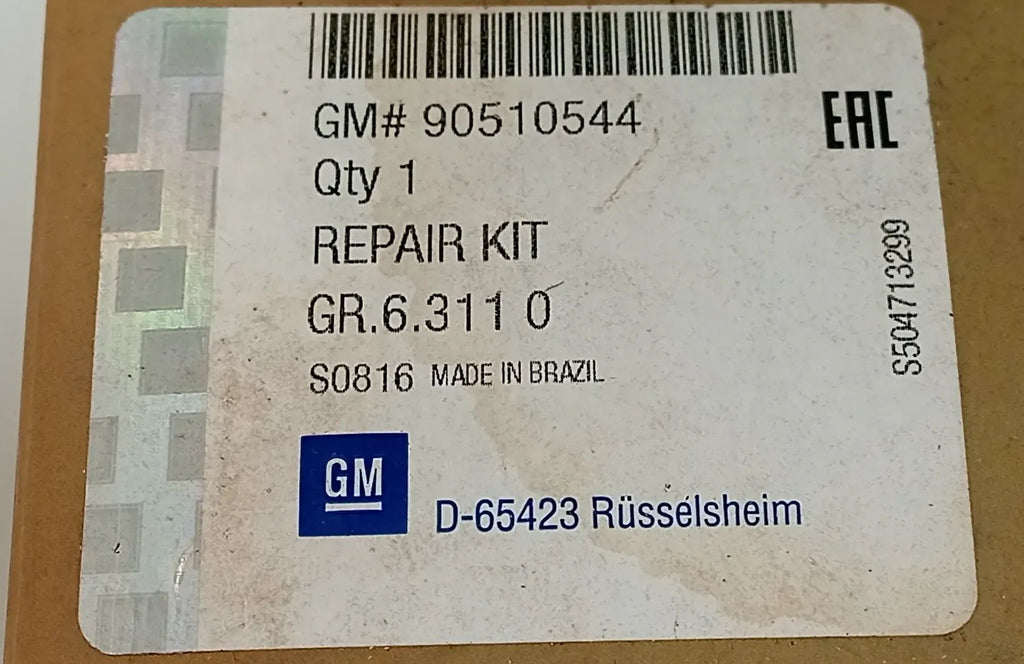 GM# 90510544
EAC
Qty 1
REPAIR KIT
GR.6.311 0
S0816 MADE IN BRAZIL
S504713299
GM
D-65423 Rüsselsheim